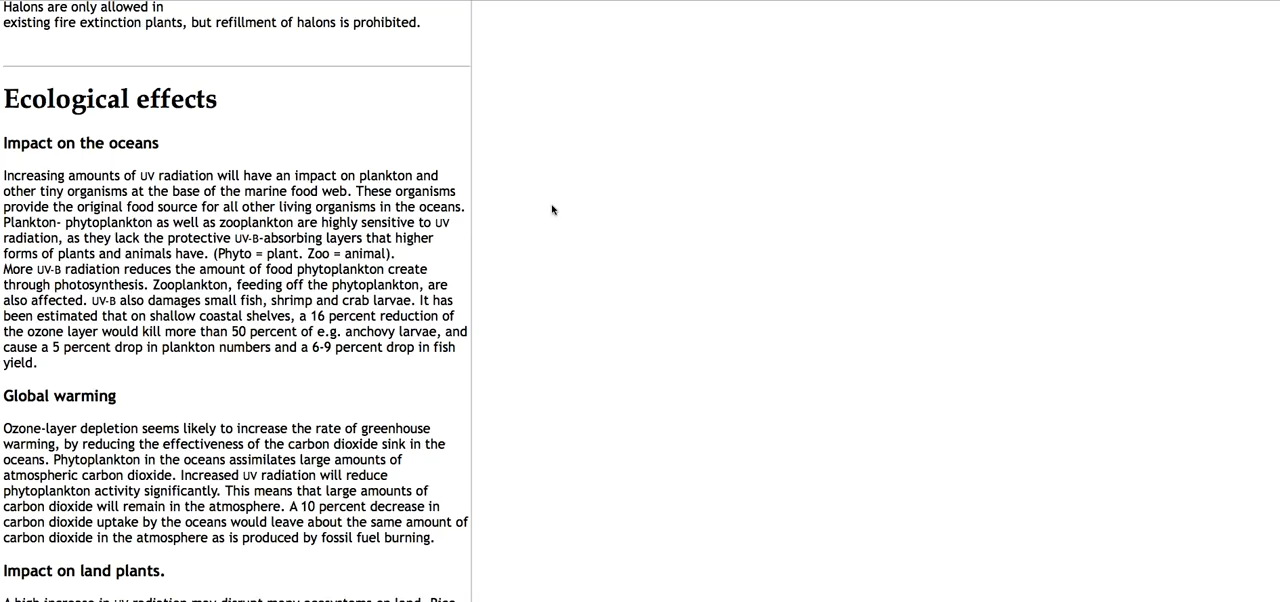 Halons are only allowed in
existing fire extinction plants, but refillment of halons is prohibited.
Ecological effects
Impact on the oceans
Increasing amounts of UV radiation will have an impact on plankton and
other tiny organisms at the base of the marine food web. These organisms
provide the original food source for all other living organisms in the oceans.
Plankton- phytoplankton as well as zooplankton are highly sensitive to UV
radiation, as they lack the protective UV-B-absorbing layers that higher
forms of plants and animals have. (Phyto = plant. Zoo = animal).
More UV-B radiation reduces the amount of food phytoplankton create
through photosynthesis. Zooplankton, feeding off the phytoplankton, are
also affected. UV-B also damages small fish, shrimp and crab larvae. It has
been estimated that on shallow coastal shelves, a 16 percent reduction of
the ozone layer would kill more than 50 percent of e.g. anchovy larvae, and
cause a 5 percent drop in plankton numbers and a 6-9 percent drop in fish
yield.
Global warming
Ozone-layer depletion seems likely to increase the rate of greenhouse
warming, by reducing the effectiveness of the carbon dioxide sink in the
oceans. Phytoplankton in the oceans assimilates large amounts of
atmospheric carbon dioxide. Increased UV radiation will reduce
phytoplankton activity significantly. This means that large amounts of
carbon dioxide will remain in the atmosphere. A 10 percent decrease in
carbon dioxide uptake by the oceans would leave about the same amount of
carbon dioxide in the atmosphere as is produced by fossil fuel burning.
Impact on land plants.
A high increase in UV radiation may disrupt many ecosystems on land. Rice